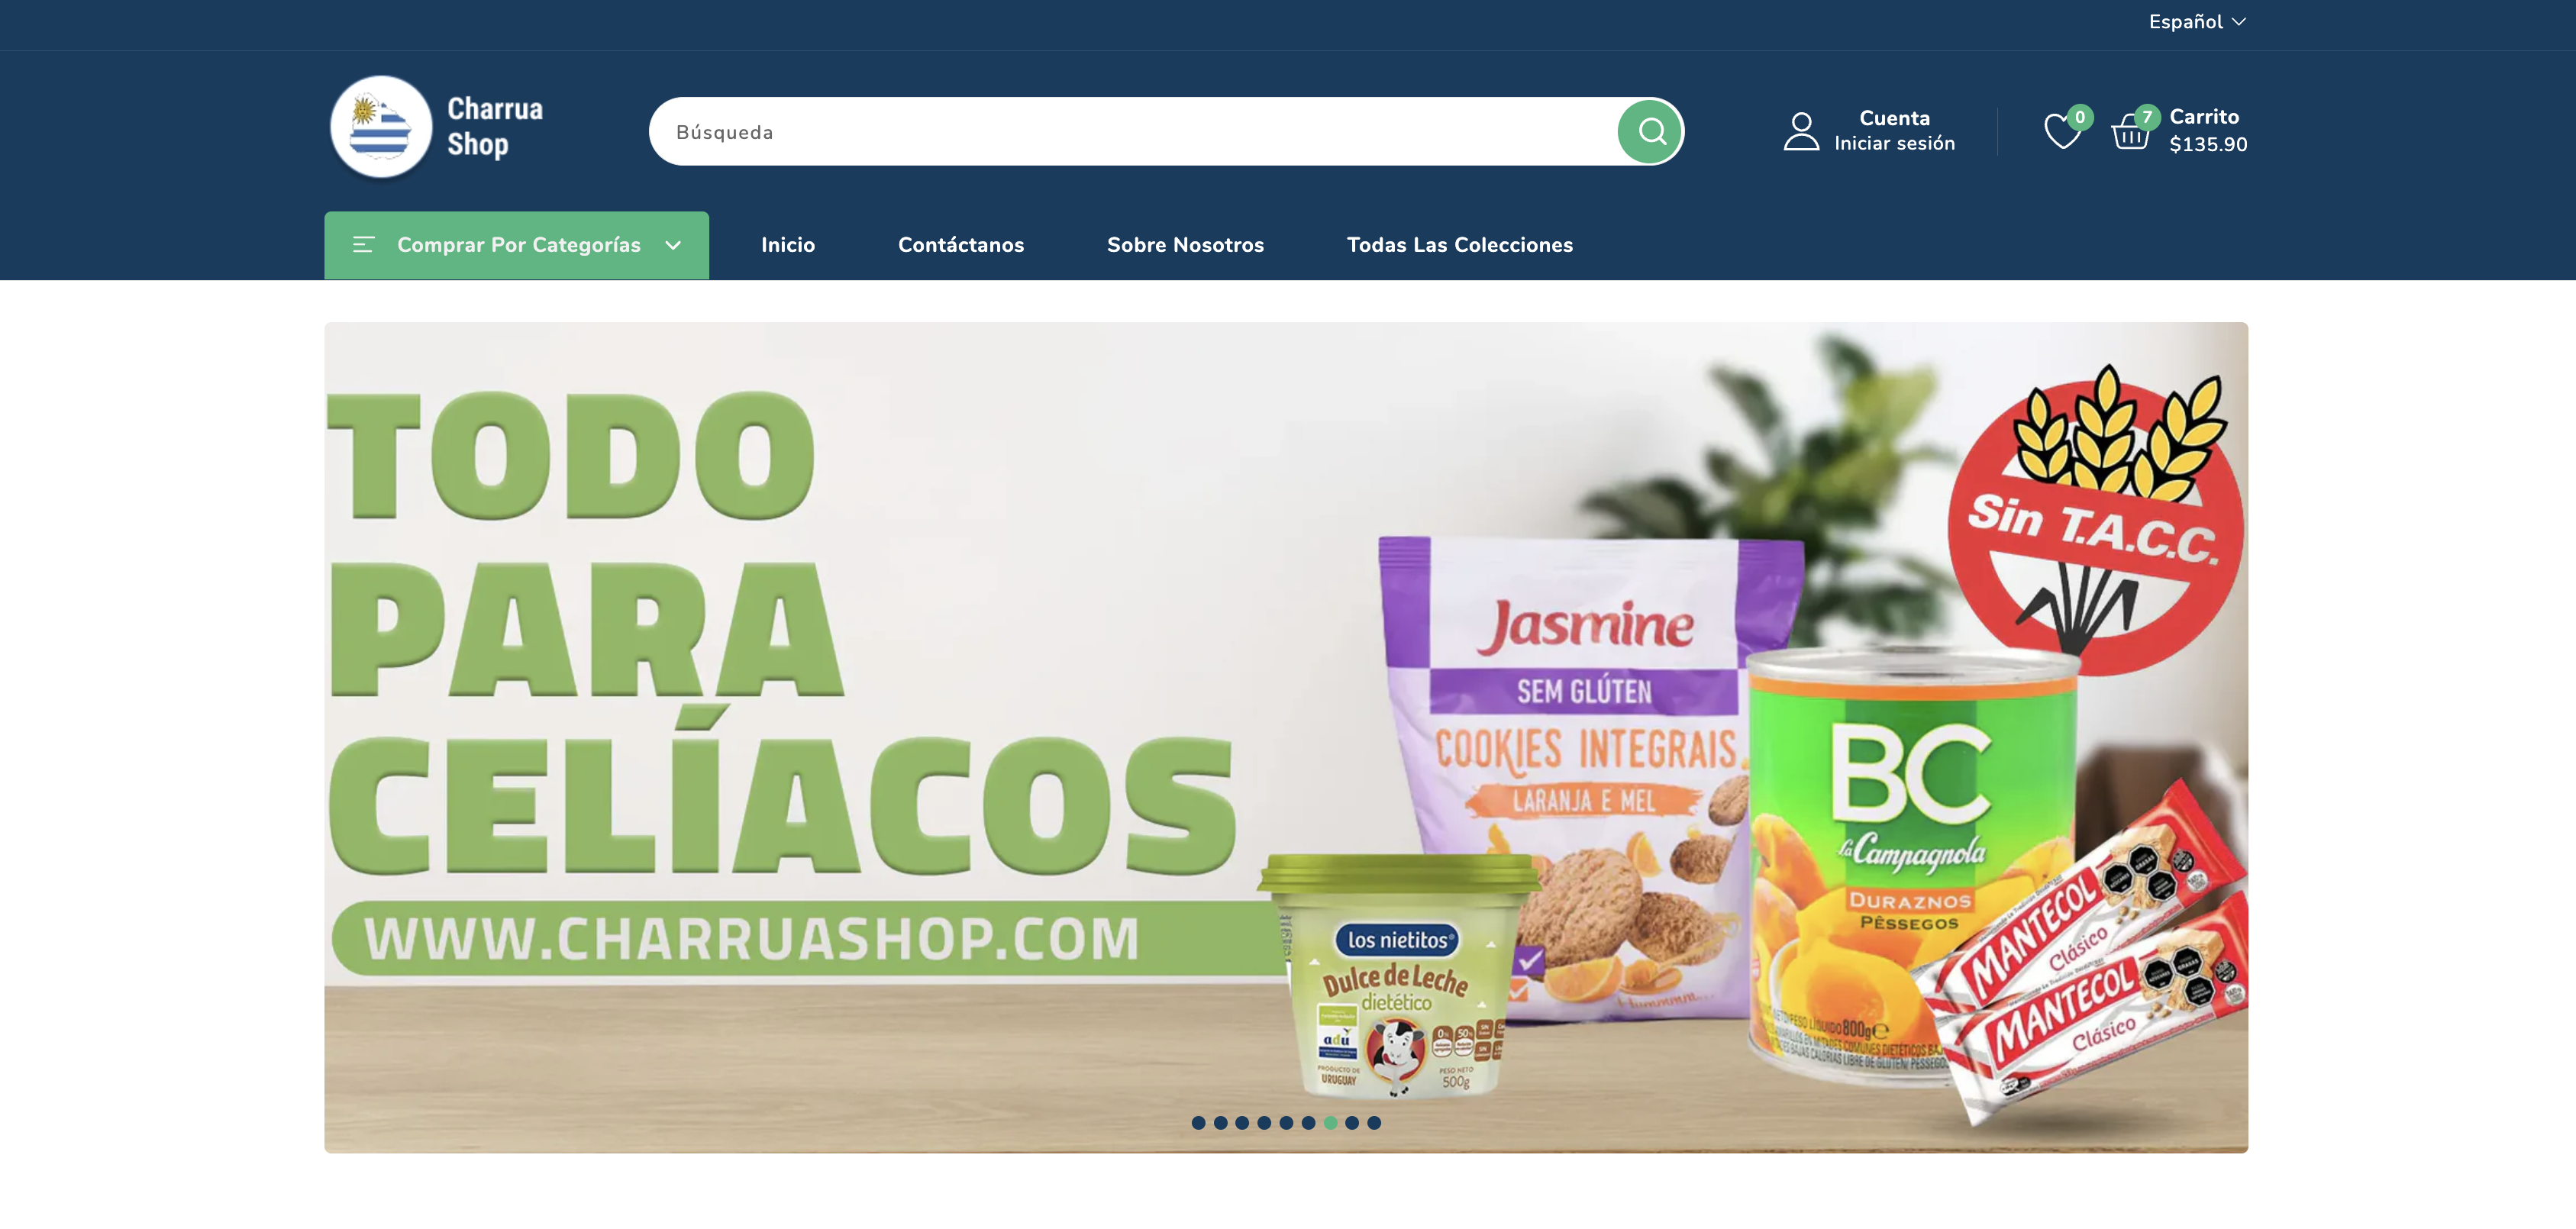 Español
Charrua
Shop
Búsqueda
Cuenta
Iniciar sesión
0
7
Carrito
$135.90
Comprar Por Categorías
Inicio
Contáctanos
Sobre Nosotros
Todas Las Colecciones
TODO
PARA
CELÍACOS
WWW.CHARRUASHOP.COM
Sin T.A.C.C.
Jasmine
SEM GLÚTEN
COOKIES INTEGRAIS
LARANJA E MEL
BC
La Campagnola
DURAZNOS
PÊSSEGOS
800g
los nietitos®
Dulce de Leche
dietético
adu
0%
50%
PRODUCTO DE
URUGUAY
PESO NETO
500g
MANTECOL
Clásico
MANTECOL
Clásico